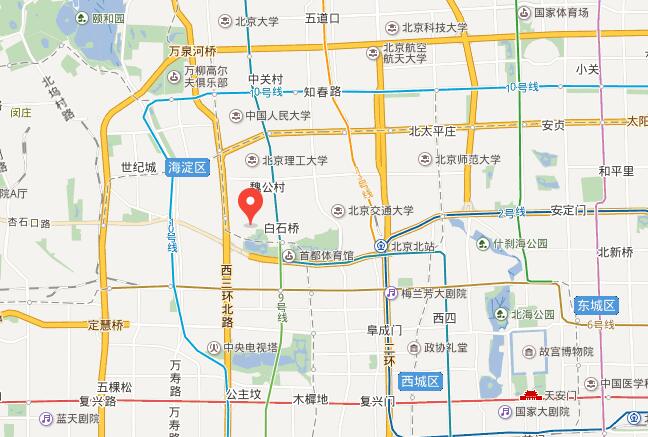 颐和园
北京大学
五道口
北京科技大学
国家体育场
万泉河桥
北京航空
航天大学
万柳高尔
夫俱乐部
中关村
小关
北坞村路
10号线
知春路
10号线
闵庄
中国人民大学
北太平庄
安贞
太阳
世纪城
海淀区
北京理工大学
北京师范大学
和平里
魏公村
杏石口路
北京交通大学
2号线
安定门
白石桥
10号线
首都体育馆
北京北站
什刹海公园
北新桥
西三环北路
9号线
梅兰芳大剧院
东城区
西四
北海公园
6号线
定慧桥
阜成门
中央电视塔
二环
政协礼堂
故宫博物院
五棵松
万寿路
西城区
中国医学科
复兴路
公主坟
木樨地
复兴门
天安门
蓝天剧院
万寿路
国家大剧院